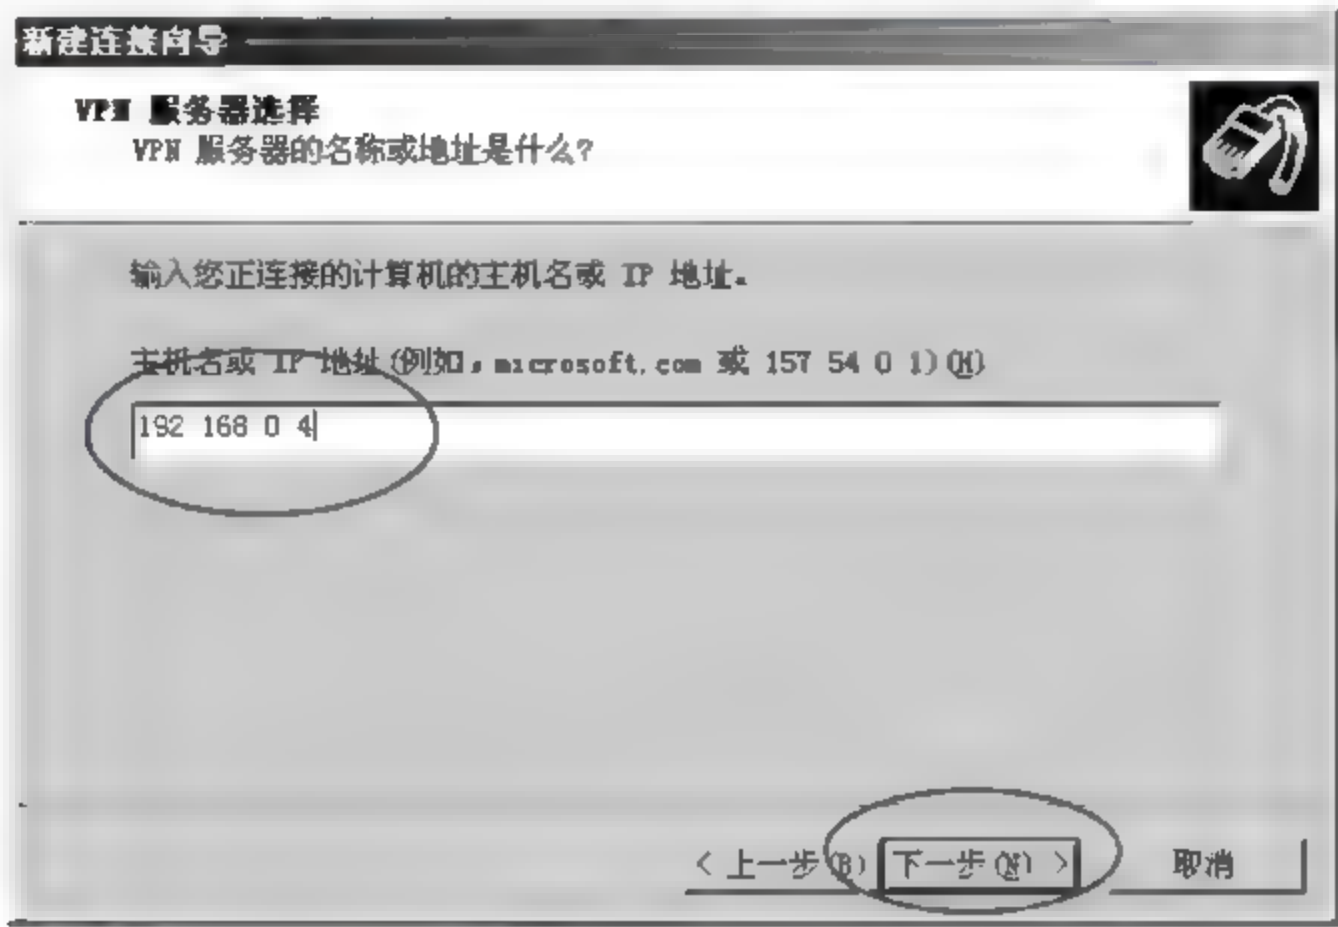 新建连接向导
VPN 服务器选择
VPN 服务器的名称或地址是什么?
输入您正连接的计算机的主机名或 IP 地址。
主机名或 IP 地址(例如，microsoft.com 或 157 54 0 1)(H)
192 168 0 4
< 上一步(B) 下一步(N) > 取消